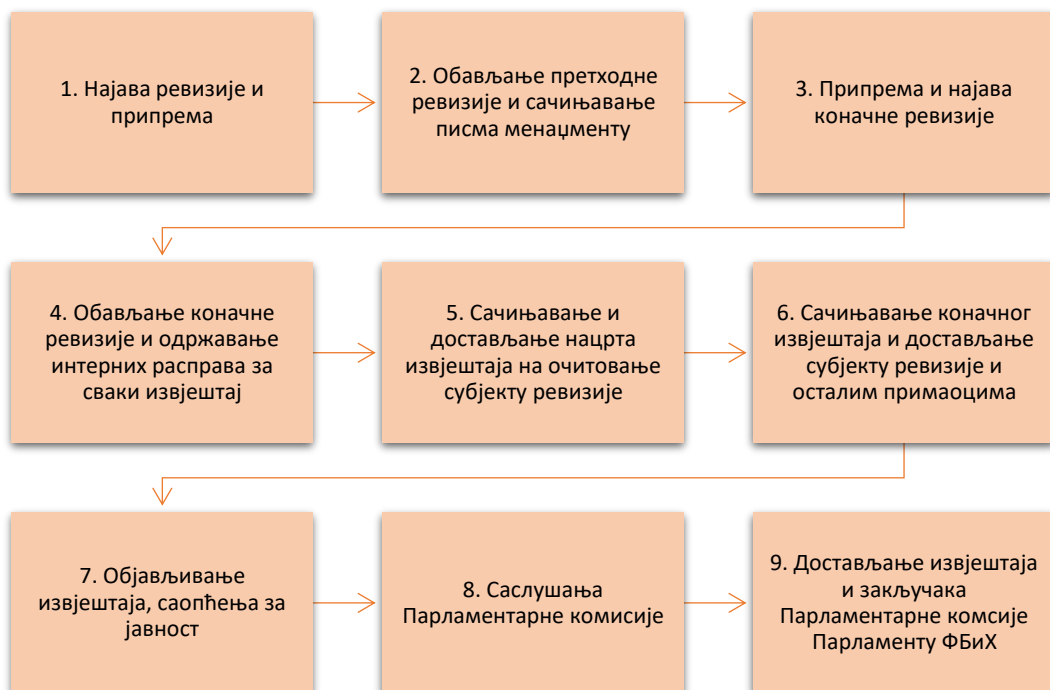 1. Најава ревизије и
припрема
2. Обављање претходне
ревизије и сачињавање
писма менаџменту
3. Припрема и најава
коначне ревизије
4. Обављање коначне
ревизије и одржавање
интерних расправа за
сваки извјештај
5. Сачињавање и
достављање нацрта
извјештаја на очитовање
субјекту ревизије
6. Сачињавање коначног
извјештаја и достављање
субјекту ревизије и
осталим примаоцима
7. Објављивање
извјештаја, саопћења за
јавност
8. Саслушања
Парламентарне комисије
9. Достављање извјештаја
и закључака
Парламентарне комсије
Парламенту ФБиХ